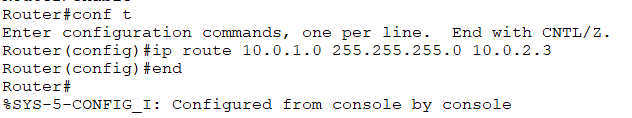 Router#conf t
Enter configuration commands, one per line.  End with CNTL/Z.
Router(config)#ip route 10.0.1.0 255.255.255.0 10.0.2.3
Router(config)#end
Router#
%SYS-5-CONFIG_I: Configured from console by console